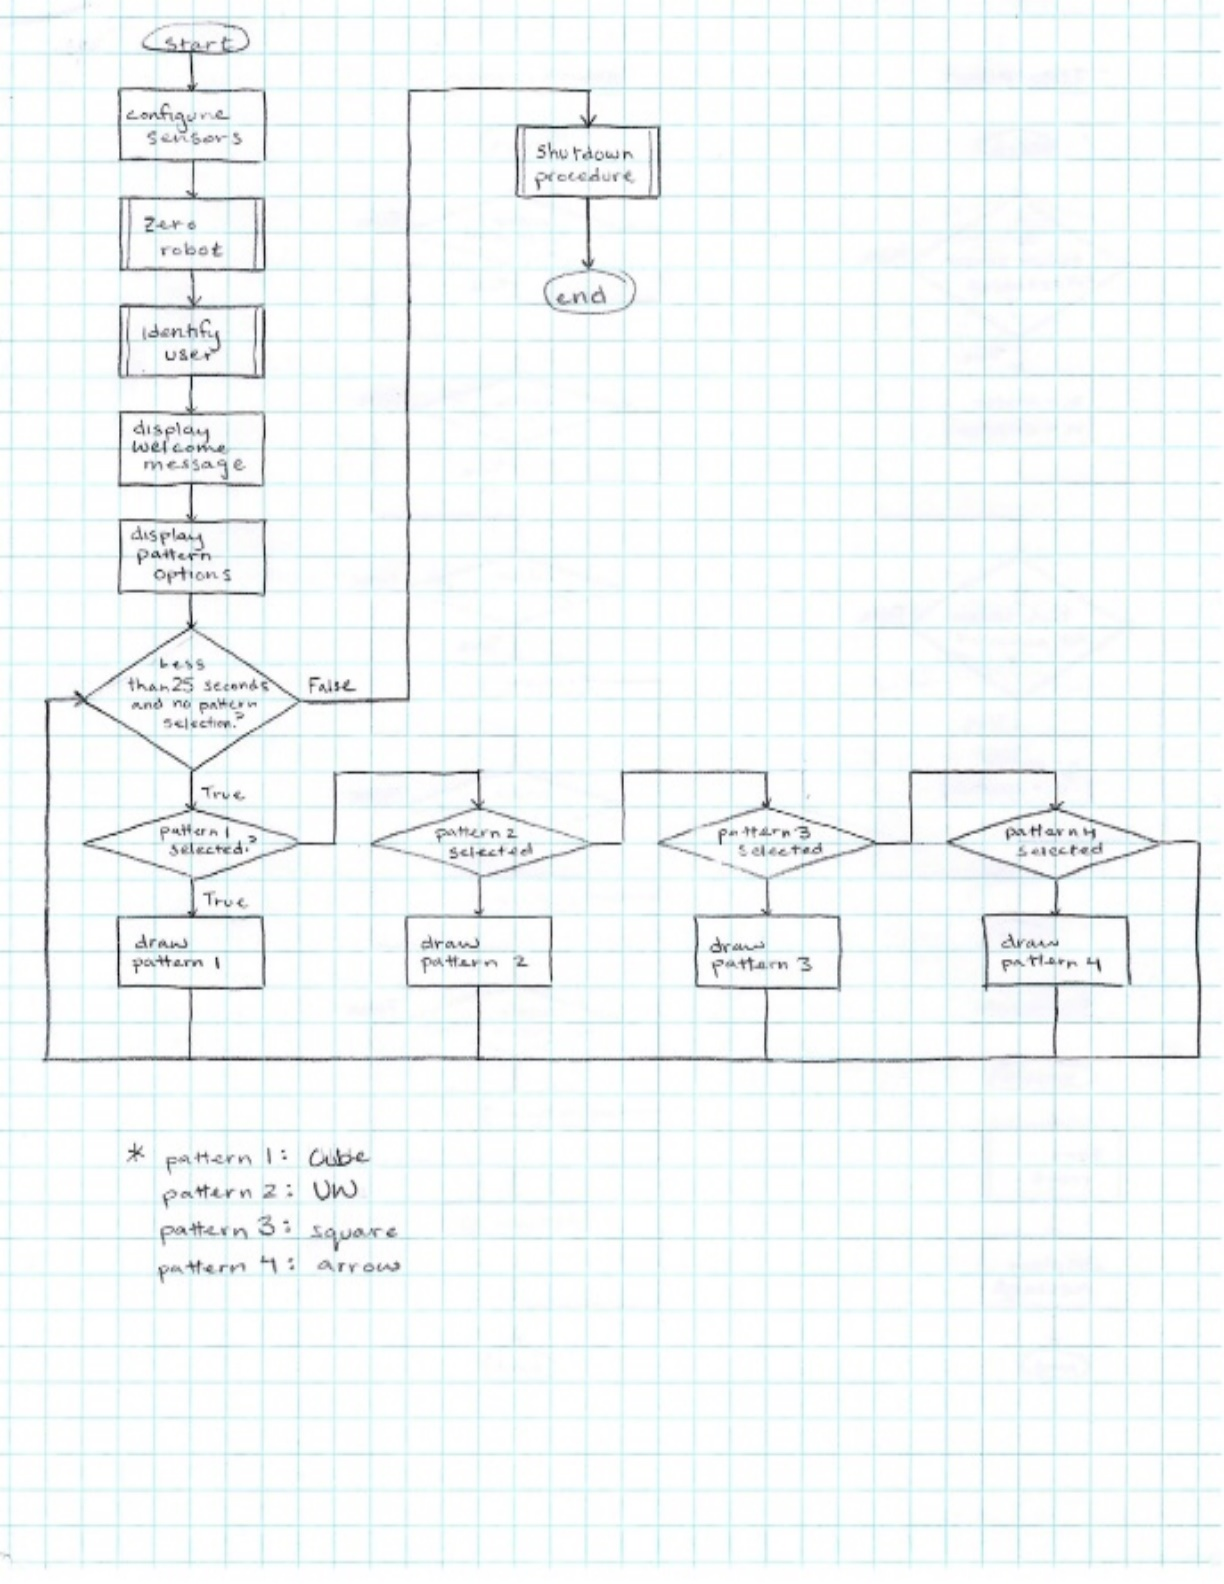 start
configure
sensors
Zero
robot
identify
user
display
welcome
message
display
pattern
options
Less
than 25 seconds
and no pattern
selection?
False
True
shutdown
procedure
end
pattern 1
selected?
True
draw
pattern 1
pattern 2
selected
draw
pattern 2
pattern 3
selected
draw
pattern 3
pattern 4
selected
draw
pattern 4
* pattern 1: Cube
pattern 2: UW
pattern 3: square
pattern 4: arrow